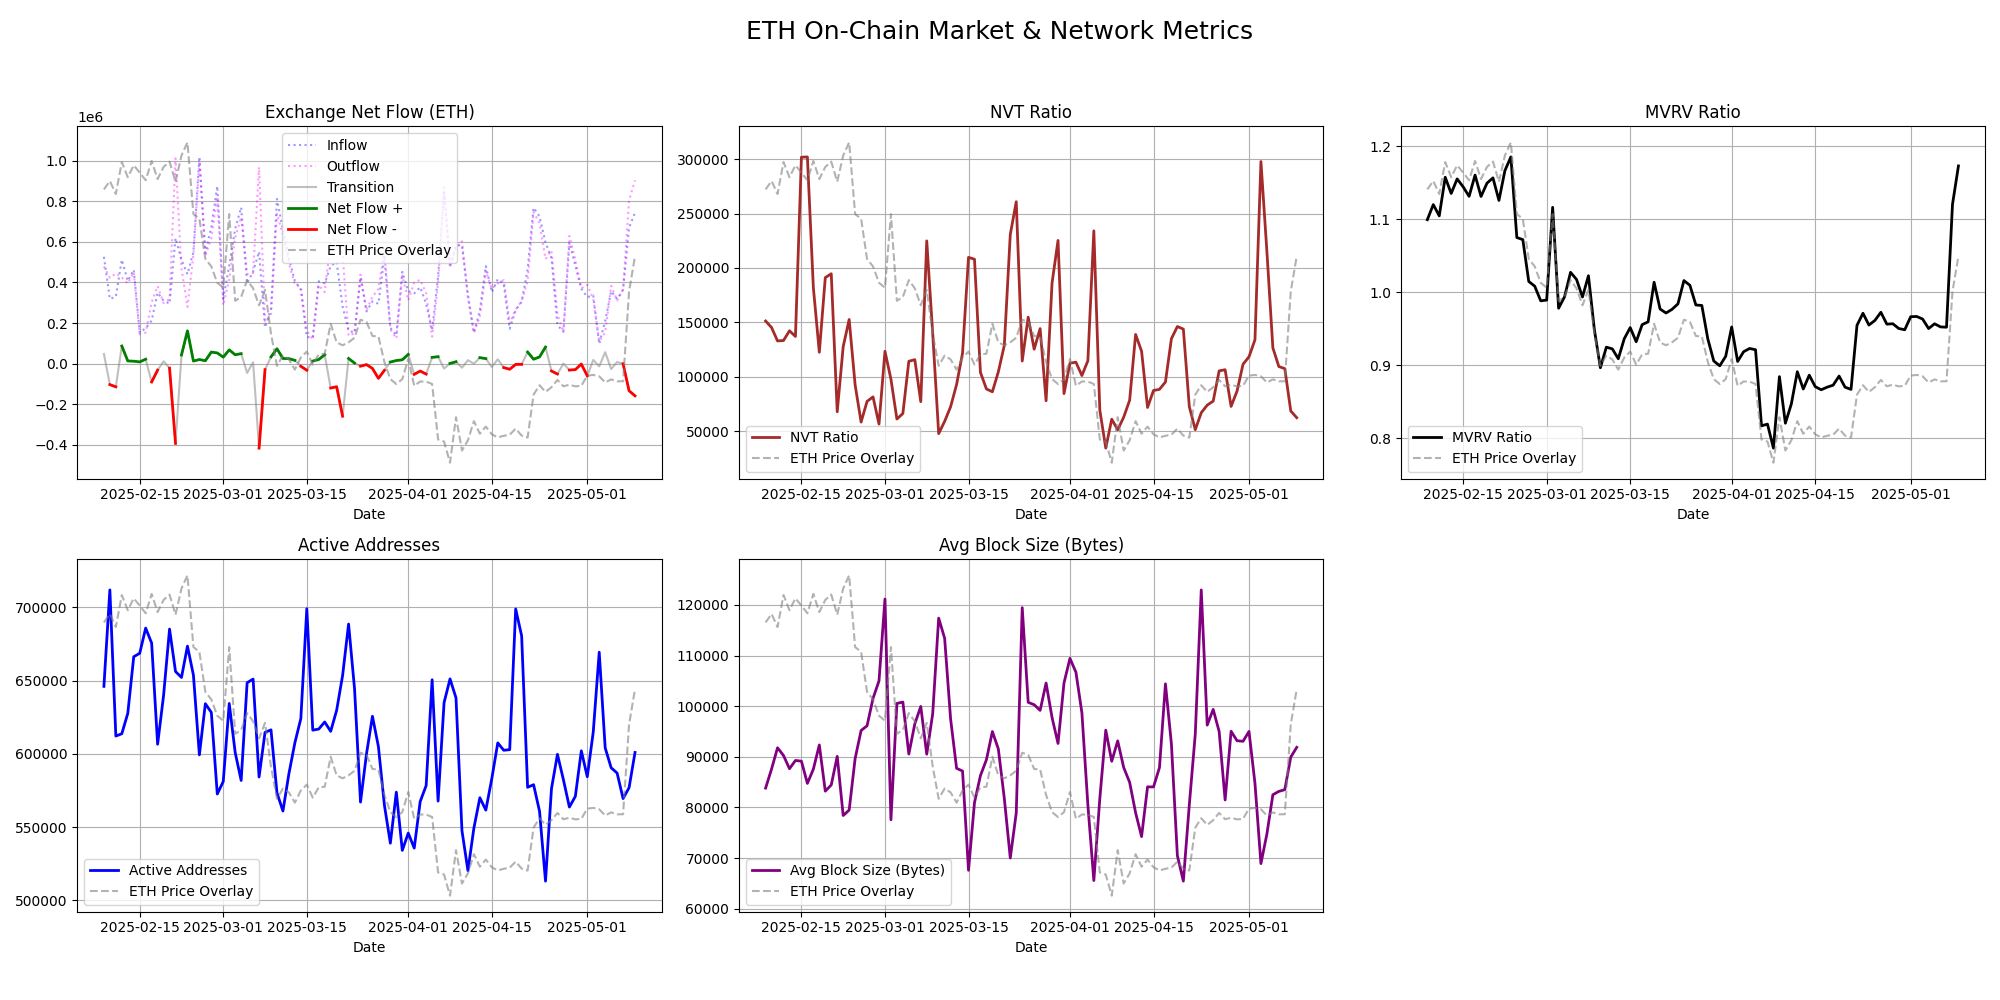 ETH On-Chain Market & Network Metrics
Exchange Net Flow (ETH)
1e6
1.0
0.8
0.6
0.4
0.2
0.0
−0.2
−0.4
Inflow
Outflow
Transition
Net Flow +
Net Flow -
ETH Price Overlay
2025-02-15 2025-03-01 2025-03-15 2025-04-01 2025-04-15 2025-05-01
Date
NVT Ratio
300000
250000
200000
150000
100000
50000
NVT Ratio
ETH Price Overlay
2025-02-15 2025-03-01 2025-03-15 2025-04-01 2025-04-15 2025-05-01
Date
MVRV Ratio
1.2
1.1
1.0
0.9
0.8
MVRV Ratio
ETH Price Overlay
2025-02-15 2025-03-01 2025-03-15 2025-04-01 2025-04-15 2025-05-01
Date
Active Addresses
700000
650000
600000
550000
500000
Active Addresses
ETH Price Overlay
2025-02-15 2025-03-01 2025-03-15 2025-04-01 2025-04-15 2025-05-01
Date
Avg Block Size (Bytes)
120000
110000
100000
90000
80000
70000
60000
Avg Block Size (Bytes)
ETH Price Overlay
2025-02-15 2025-03-01 2025-03-15 2025-04-01 2025-04-15 2025-05-01
Date